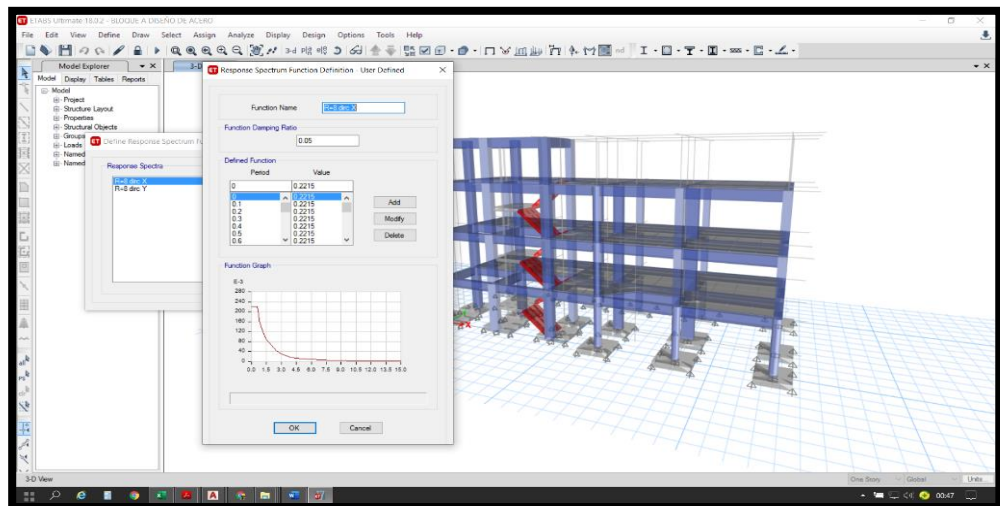 ETABS Ultimate 18.0.2 - BLOQUE A DISEÑO DE ACERO
File Edit View Define Draw Select Assign Analyze Display Design Options Tools Help
Model Explorer
Model Display Tables Reports
Model
Project
Structure Layout
Properties
Structural Objects
Groups
Loads
Named
Named
Define Response Spectrum Fu
Response Spectra
R=8 dirc X
R=8 dirc Y
Response Spectrum Function Definition - User Defined
Function Name R=8 dirc X
Function Damping Ratio
0.05
Defined Function
Period Value
0 0.2215
0 0.2215
0.1 0.2215
0.2 0.2215
0.3 0.2215
0.4 0.2215
0.5 0.2215
0.6 0.2215
Add
Modify
Delete
Function Graph
E-3
280
240
200
160
120
80
40
0
0.0 1.5 3.0 4.5 6.0 7.5 9.0 10.5 12.0 13.5 15.0
OK Cancel
3-D View
One Story Global Units
00:47